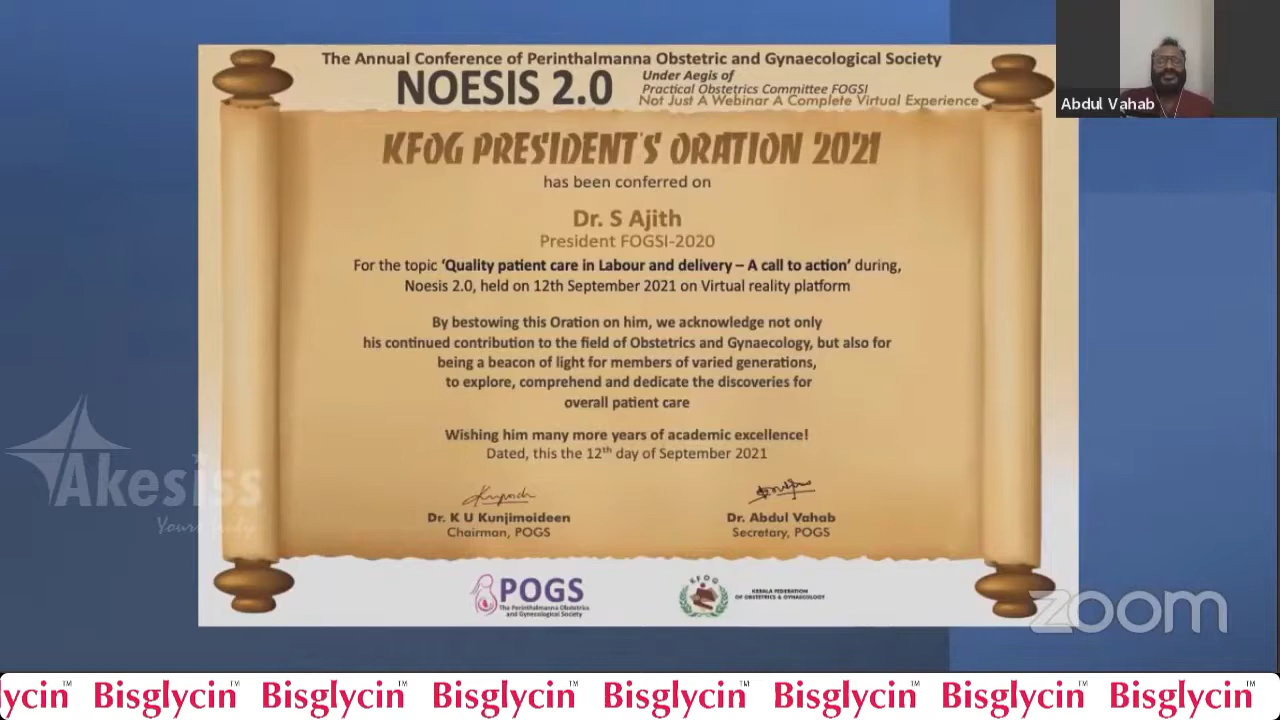 The Annual Conference of Perinthalmanna Obstetric and Gynaecological Society
NOESIS 2.0
Under Aegis of
Practical Obstetrics Committee FOGSI
Not Just A Webinar A Complete Virtual Experience
Abdul Vahab
KFOG PRESIDENT'S ORATION 2021
has been conferred on
Dr. S Ajith
President FOGSI-2020
For the topic ‘Quality patient care in Labour and delivery – A call to action’ during,
Noesis 2.0, held on 12th September 2021 on Virtual reality platform
By bestowing this Oration on him, we acknowledge not only
his continued contribution to the field of Obstetrics and Gynaecology, but also for
being a beacon of light for members of varied generations,
to explore, comprehend and dedicate the discoveries for
overall patient care
Wishing him many more years of academic excellence!
Dated, this the 12th day of September 2021
Dr. K U Kunjimoideen
Chairman, POGS
Dr. Abdul Vahab
Secretary, POGS
Akesiss
POGS
The Perinthalmanna Obstetrics
and Gynecological Society
KFOG
KERALA FEDERATION
OF OBSTETRICS & GYNAECOLOGY
zoom
lycin™ Bisglycin™ Bisglycin™ Bisglycin™ Bisglycin™ Bisglycin™ Bisglycin™ Bisglycin™